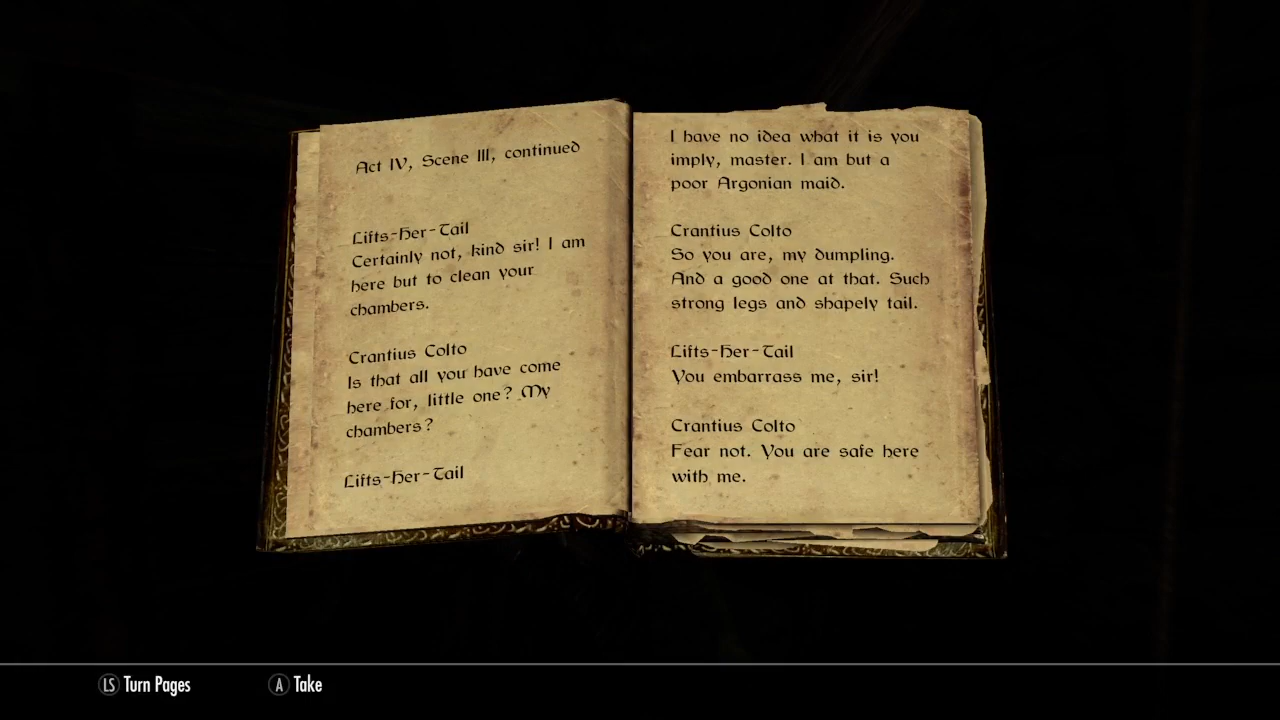 Act IV, Scene III, continued
Lifts-Her-Tail
Certainly not, kind sir! I am
here but to clean your
chambers.
Crantius Colto
Is that all you have come
here for, little one? My
chambers?
Lifts-Her-Tail
I have no idea what it is you
imply, master. I am but a
poor Argonian maid.
Crantius Colto
So you are, my dumpling.
And a good one at that. Such
strong legs and shapely tail.
Lifts-Her-Tail
You embarrass me, sir!
Crantius Colto
Fear not. You are safe here
with me.
LS Turn Pages
A Take